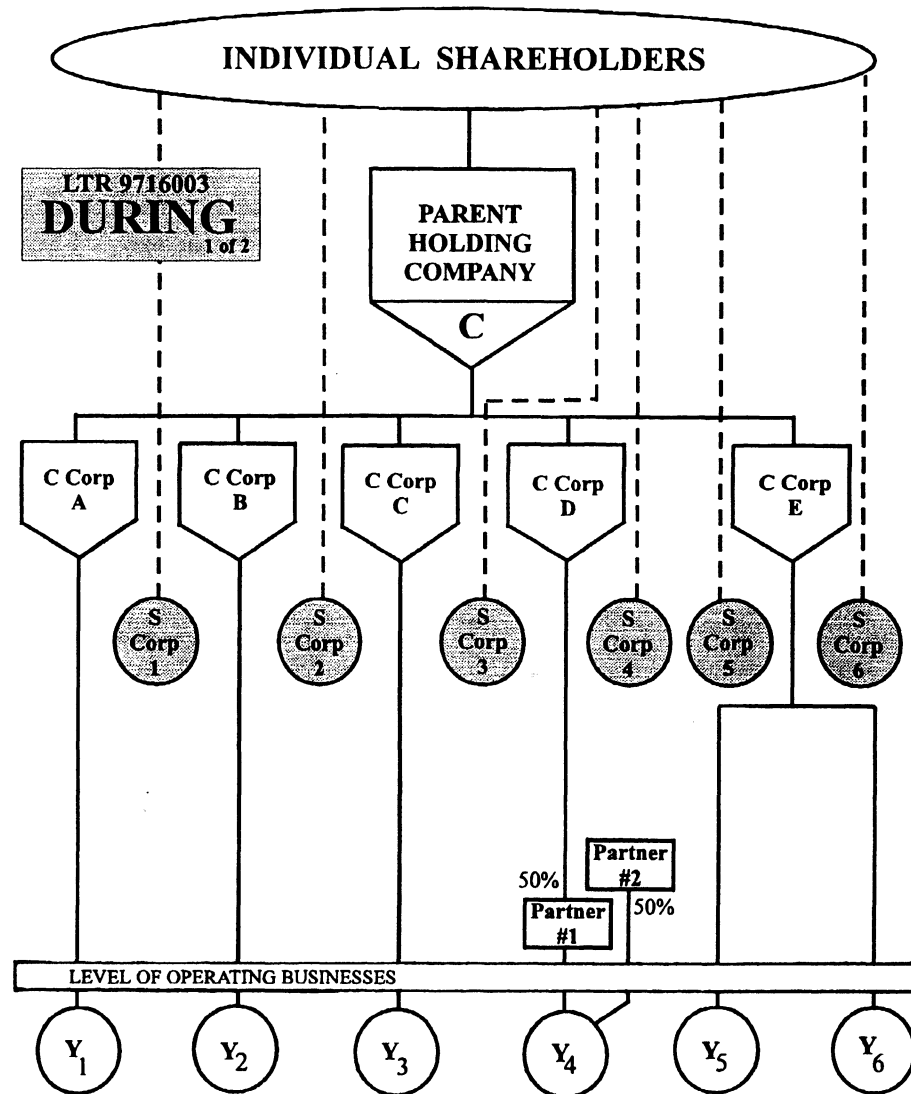 INDIVIDUAL SHAREHOLDERS
LTR 9716003
DURING
1 of 2
PARENT
HOLDING
COMPANY
C
C Corp
A
C Corp
B
C Corp
C
C Corp
D
C Corp
E
S
Corp
1
S
Corp
2
S
Corp
3
S
Corp
4
S
Corp
5
S
Corp
6
50%
Partner
#1
Partner
#2
50%
LEVEL OF OPERATING BUSINESSES
Y1
Y2
Y3
Y4
Y5
Y6